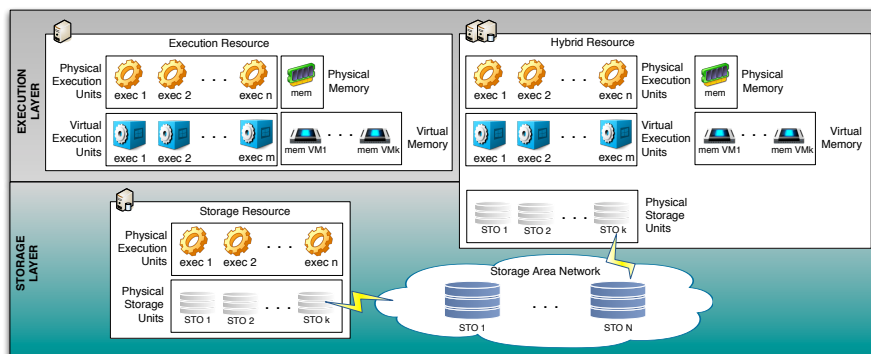 EXECUTION
LAYER
Execution Resource
Physical
Execution
Units
exec 1 exec 2 . . . exec n
mem
Physical
Memory
Virtual
Execution
Units
exec 1 exec 2 . . . exec m
mem VM1 . . . mem VMk
Virtual
Memory
Hybrid Resource
exec 1 exec 2 . . . exec n
Physical
Execution
Units
mem
Physical
Memory
exec 1 exec 2 . . . exec m
Virtual
Execution
Units
mem VM1 . . . mem VMk
Virtual
Memory
STO 1 STO 2 . . . STO k
Physical
Storage
Units
STORAGE
LAYER
Storage Resource
Physical
Execution
Units
exec 1 exec 2 . . . exec n
Physical
Storage
Units
STO 1 STO 2 . . . STO k
Storage Area Network
STO 1 . . . STO N